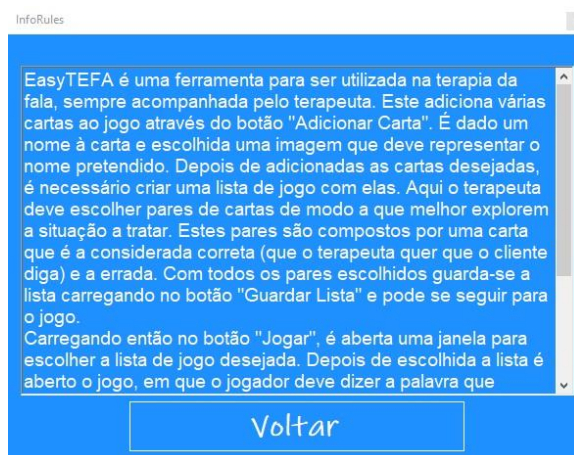 InfoRules
EasyTEFA é uma ferramenta para ser utilizada na terapia da
fala, sempre acompanhada pelo terapeuta. Este adiciona várias
cartas ao jogo através do botão "Adicionar Carta". É dado um
nome à carta e escolhida uma imagem que deve representar o
nome pretendido. Depois de adicionadas as cartas desejadas,
é necessário criar uma lista de jogo com elas. Aqui o terapeuta
deve escolher pares de cartas de modo a que melhor explorem
a situação a tratar. Estes pares são compostos por uma carta
que é a considerada correta (que o terapeuta quer que o cliente
diga) e a errada. Com todos os pares escolhidos guarda-se a
lista carregando no botão "Guardar Lista" e pode se seguir para
o jogo.
Carregando então no botão "Jogar", é aberta uma janela para
escolher a lista de jogo desejada. Depois de escolhida a lista é
aberto o jogo, em que o jogador deve dizer a palavra que
Voltar